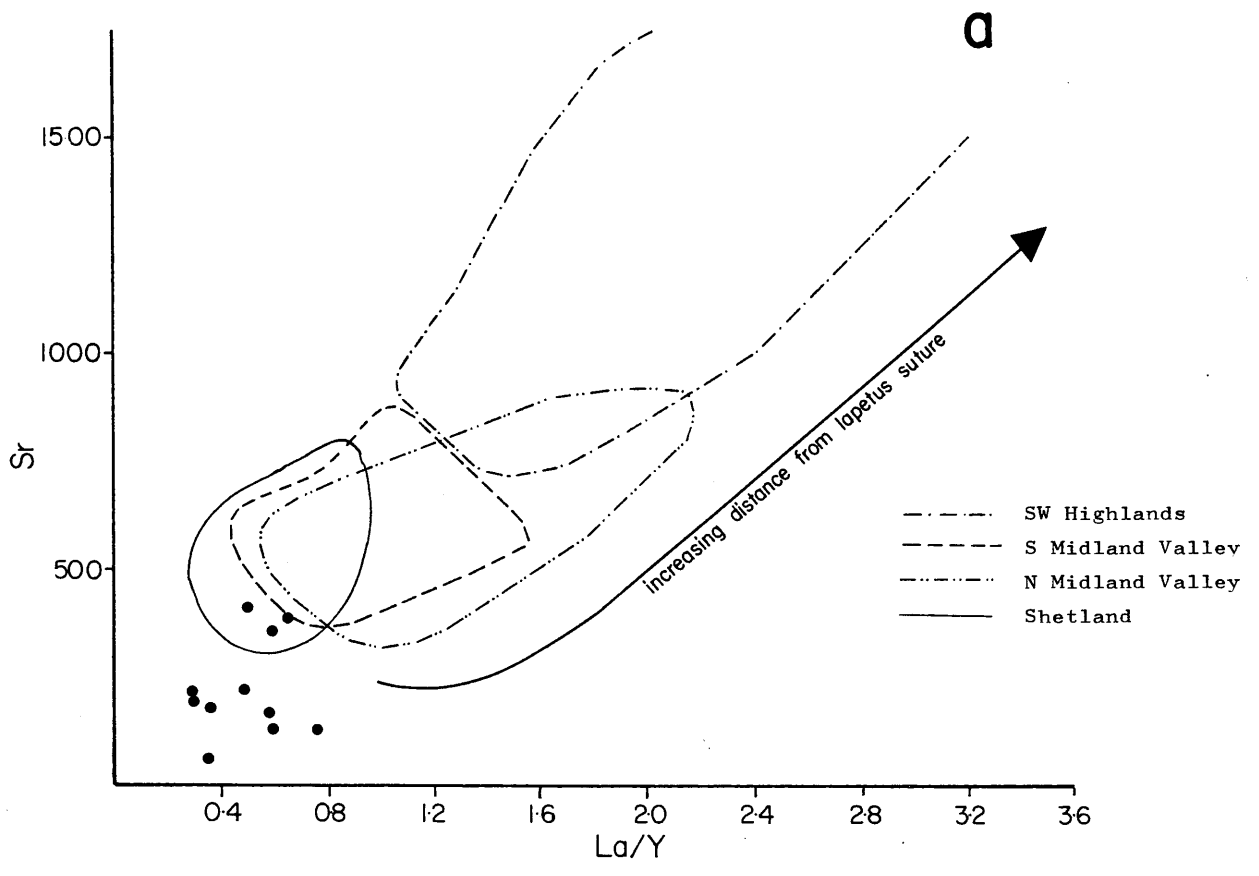 a
1500
1000
500
Sr
increasing distance from Iapetus suture
SW Highlands
S Midland Valley
N Midland Valley
Shetland
0·4 0·8 1·2 1·6 2·0 2·4 2·8 3·2 3·6
La/Y